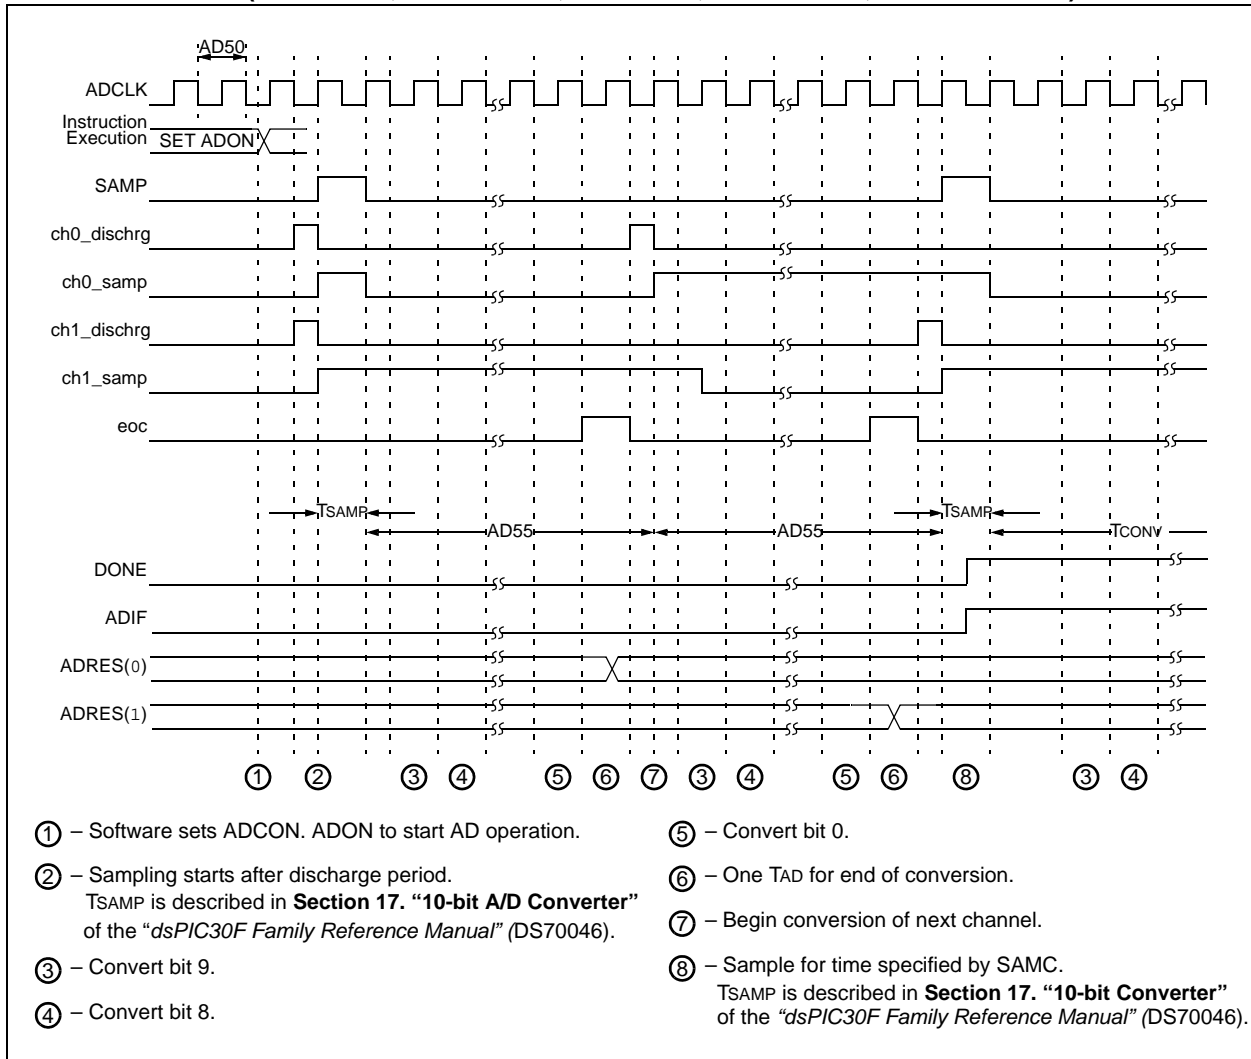 AD50
ADCLK
Instruction
Execution
SET ADON
SAMP
ch0_dischrg
ch0_samp
ch1_dischrg
ch1_samp
eoc
TSAMP
TSAMP
AD55
AD55
TCONV
DONE
ADIF
ADRES(0)
ADRES(1)
1 2 3 4 5 6 7 3 4 5 6 8 3 4
1 – Software sets ADCON. ADON to start AD operation.
2 – Sampling starts after discharge period.
TSAMP is described in Section 17. “10-bit A/D Converter”
of the “dsPIC30F Family Reference Manual” (DS70046).
3 – Convert bit 9.
4 – Convert bit 8.
5 – Convert bit 0.
6 – One TAD for end of conversion.
7 – Begin conversion of next channel.
8 – Sample for time specified by SAMC.
TSAMP is described in Section 17. “10-bit Converter”
of the “dsPIC30F Family Reference Manual” (DS70046).